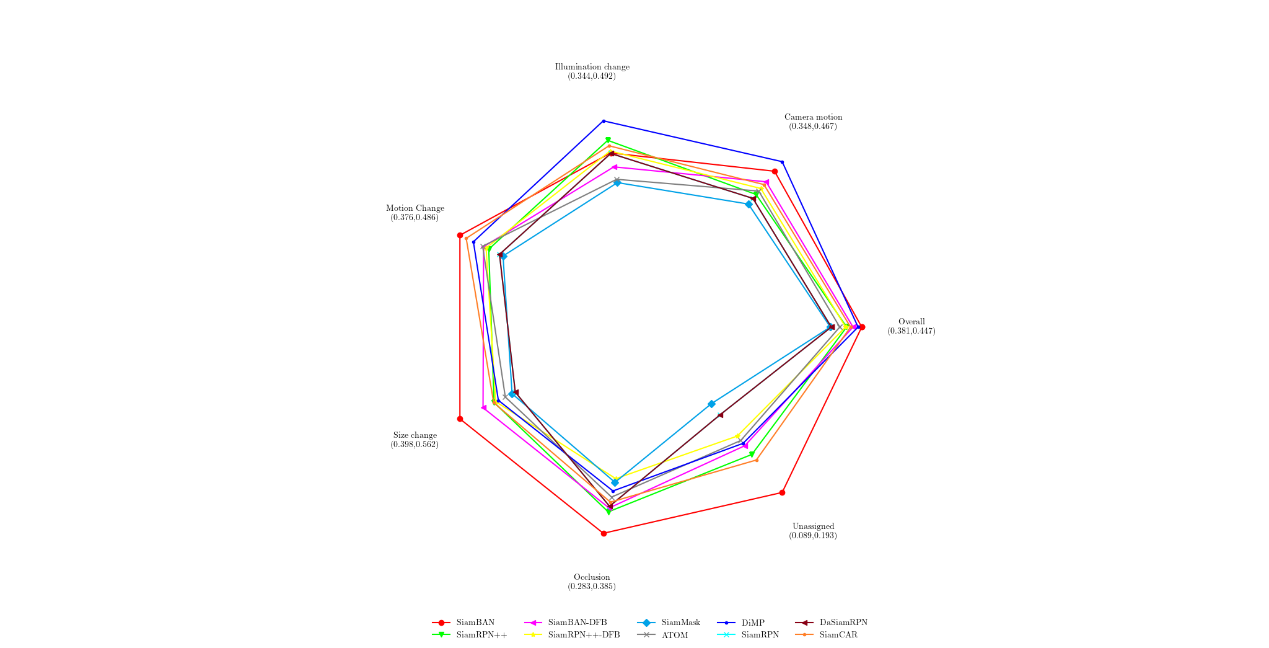 Illumination change
(0.344,0.492)
Camera motion
(0.348,0.467)
Motion Change
(0.376,0.486)
Overall
(0.381,0.447)
Size change
(0.398,0.562)
Unassigned
(0.089,0.193)
Occlusion
(0.283,0.385)
SiamBAN SiamBAN-DFB SiamMask DiMP DaSiamRPN
SiamRPN++ SiamRPN++-DFB ATOM SiamRPN SiamCAR